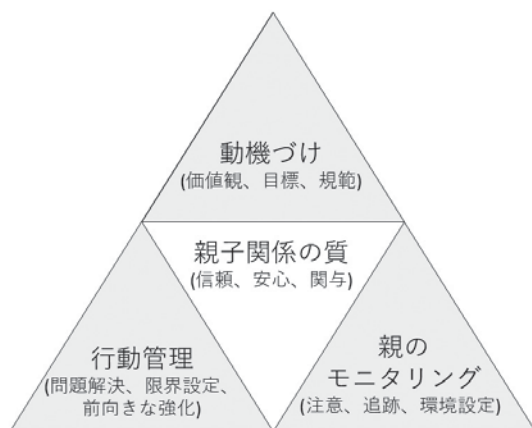 動機づけ
(価値観、目標、規範)
親子関係の質
(信頼、安心、関与)
行動管理
(問題解決、限界設定、
前向きな強化)
親の
モニタリング
(注意、追跡、環境設定)